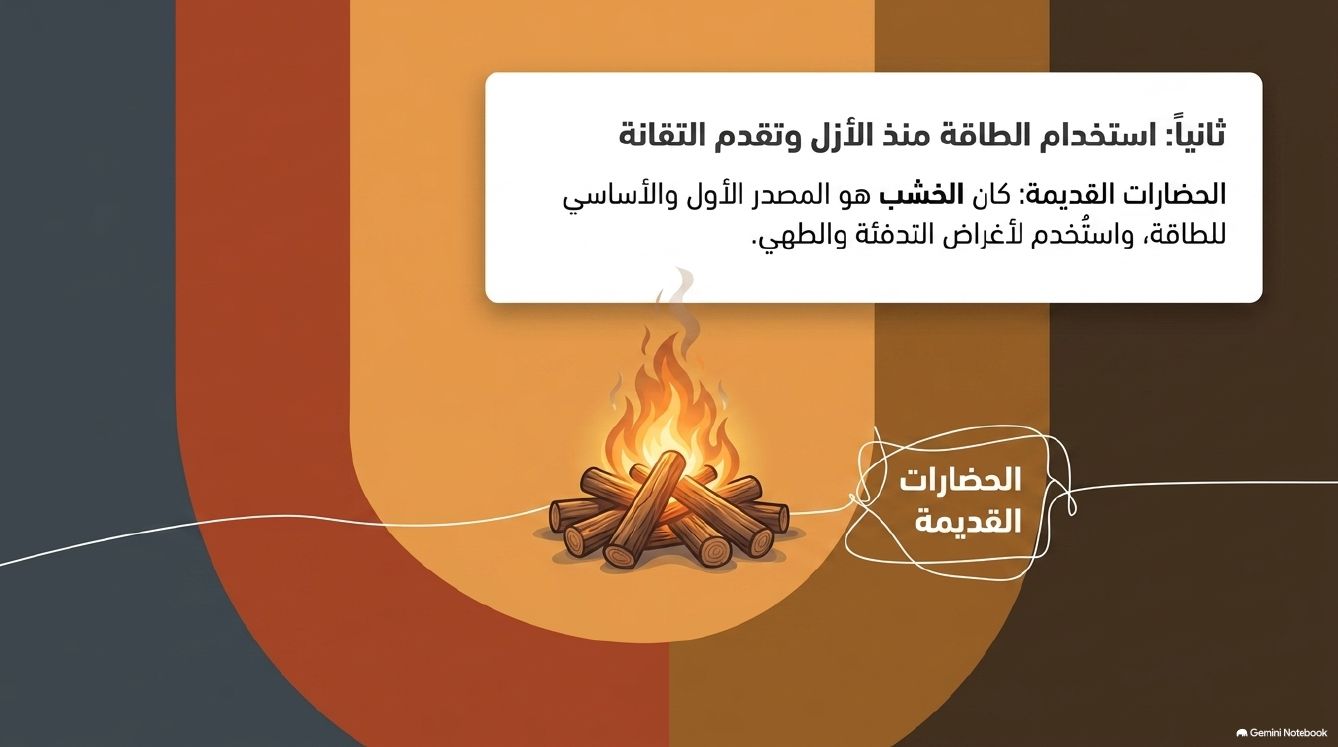 ثانياً: استخدام الطاقة منذ الأزل وتقدم التقانة
الحضارات القديمة: كان الخشب هو المصدر الأول والأساسي
للطاقة، واستُخدم لأغراض التدفئة والطهي.
الحضارات
القديمة
Gemini Notebook